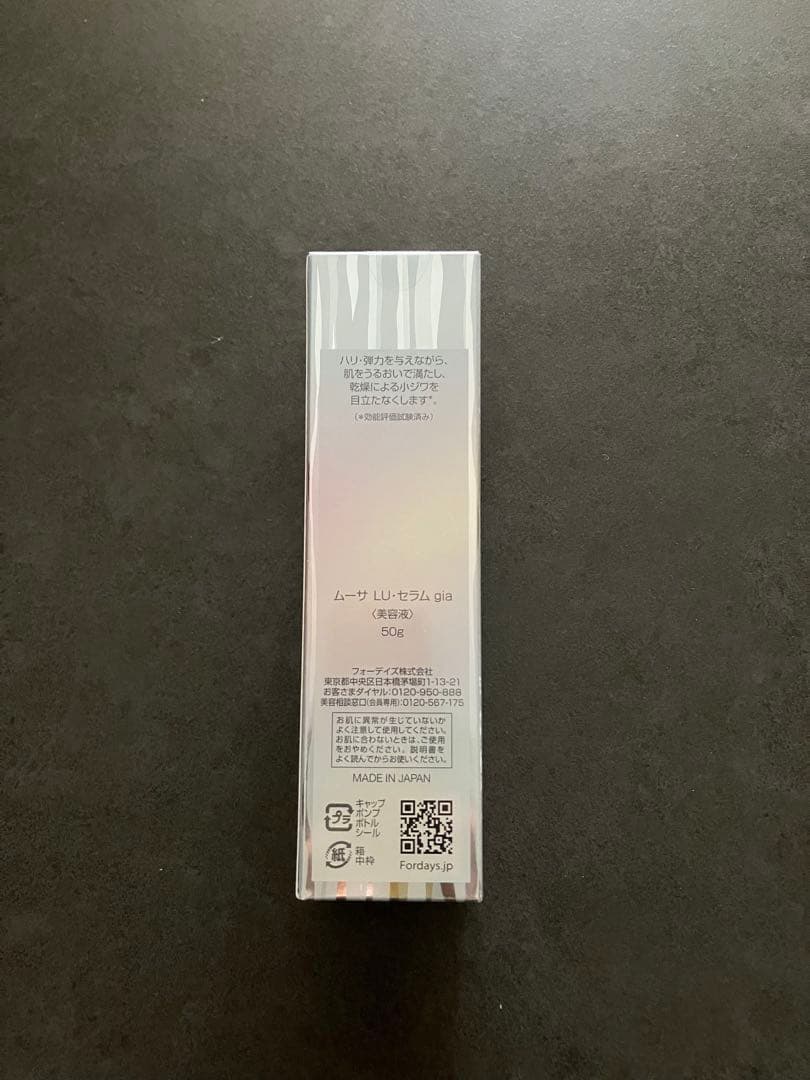 ハリ・弾力を与えながら、
肌をうるおいで満たし、
乾燥による小ジワを
目立たなくします*。
(*効能評価試験済み)
ムーサ LU・セラム gia
〈美容液〉
50g
フォーデイズ株式会社
東京都中央区日本橋茅場町1-13-21
お客さまダイヤル:0120-950-888
美容相談窓口(会員専用):0120-567-175
お肌に異常が生じていないか
よく注意して使用してください。
お肌に合わないときは、ご使用
をおやめください。説明書を
よく読んでからお使いください。
MADE IN JAPAN
プラ
キャップ
ポンプ
ボトル
シール
紙
箱
中枠
Fordays.jp